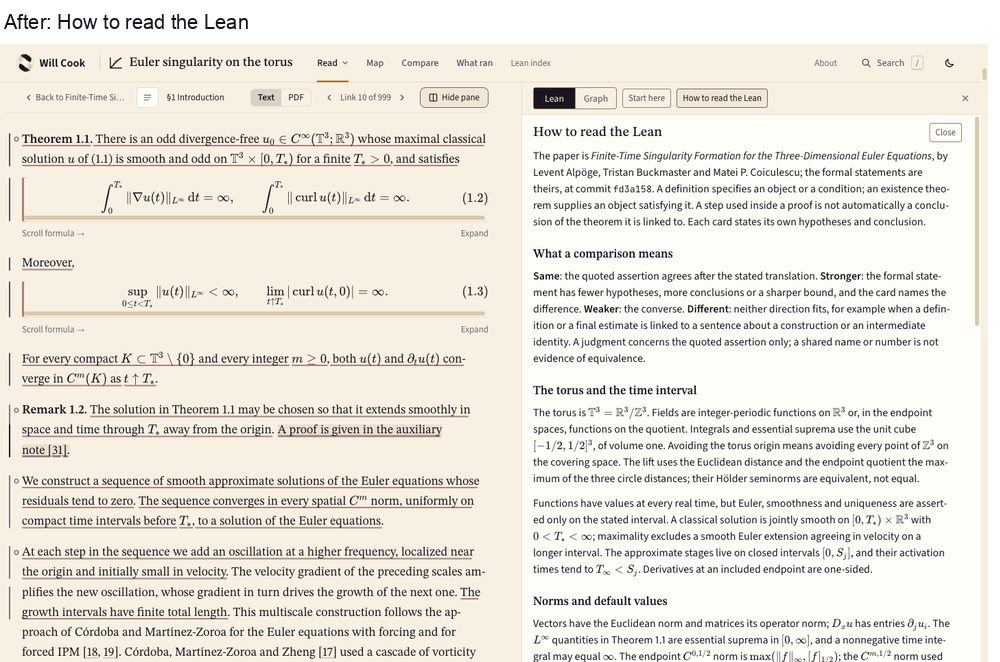 After: How to read the Lean
Will Cook
Euler singularity on the torus
Read Map Compare What ran Lean index
About Search /
Back to Finite-Time Si... §1 Introduction Text PDF Link 10 of 999 Hide pane
Theorem 1.1. There is an odd divergence-free u₀ ∈ C^∞(𝕋³; ℝ³) whose maximal classical
solution u of (1.1) is smooth and odd on 𝕋³ × [0, T_*) for a finite T_* > 0, and satisfies
∫₀^{T_*} ‖∇u(t)‖_{L^∞} dt = ∞, ∫₀^{T_*} ‖ curl u(t)‖_{L^∞} dt = ∞. (1.2)
Scroll formula → Expand
Moreover,
sup_{0≤t<T_*} ‖u(t)‖_{L^∞} < ∞, lim_{t↑T_*} | curl u(t, 0)| = ∞. (1.3)
Scroll formula → Expand
For every compact K ⊂ 𝕋³ \ {0} and every integer m ≥ 0, both u(t) and ∂ₜu(t) con-
verge in C^m(K) as t ↑ T_*.
Remark 1.2. The solution in Theorem 1.1 may be chosen so that it extends smoothly in
space and time through T_* away from the origin. A proof is given in the auxiliary
note [31].
We construct a sequence of smooth approximate solutions of the Euler equations whose
residuals tend to zero. The sequence converges in every spatial C^m norm, uniformly on
compact time intervals before T_*, to a solution of the Euler equations.
At each step in the sequence we add an oscillation at a higher frequency, localized near
the origin and initially small in velocity. The velocity gradient of the preceding scales am-
plifies the new oscillation, whose gradient in turn drives the growth of the next one. The
growth intervals have finite total length. This multiscale construction follows the ap-
proach of Córdoba and Martínez-Zoroa for the Euler equations with forcing and for
forced IPM [18, 19]. Córdoba, Martínez-Zoroa and Zheng [17] used a cascade of vorticity
Lean Graph Start here How to read the Lean ×
How to read the Lean Close
The paper is Finite-Time Singularity Formation for the Three-Dimensional Euler Equations, by
Levent Alpöge, Tristan Buckmaster and Matei P. Coiculescu; the formal statements are
theirs, at commit fd3a158. A definition specifies an object or a condition; an existence theo-
rem supplies an object satisfying it. A step used inside a proof is not automatically a conclu-
sion of the theorem it is linked to. Each card states its own hypotheses and conclusion.
What a comparison means
Same: the quoted assertion agrees after the stated translation. Stronger: the formal state-
ment has fewer hypotheses, more conclusions or a sharper bound, and the card names the
difference. Weaker: the converse. Different: neither direction fits, for example when a defin-
ition or a final estimate is linked to a sentence about a construction or an intermediate
identity. A judgment concerns the quoted assertion only; a shared name or number is not
evidence of equivalence.
The torus and the time interval
The torus is 𝕋³ = ℝ³/ℤ³. Fields are integer-periodic functions on ℝ³ or, in the endpoint
spaces, functions on the quotient. Integrals and essential suprema use the unit cube
[−1/2, 1/2]³, of volume one. Avoiding the torus origin means avoiding every point of ℤ³ on
the covering space. The lift uses the Euclidean distance and the endpoint quotient the max-
imum of the three circle distances; their Hölder seminorms are equivalent, not equal.
Functions have values at every real time, but Euler, smoothness and uniqueness are assert-
ed only on the stated interval. A classical solution is jointly smooth on [0, T_*) × ℝ³ with
0 < T_* < ∞; maximality excludes a smooth Euler extension agreeing in velocity on a
longer interval. The approximate stages live on closed intervals [0, S_j], and their activation
times tend to T_∞ < S_j. Derivatives at an included endpoint are one-sided.
Norms and default values
Vectors have the Euclidean norm and matrices its operator norm; D_x u has entries ∂_j u_i. The
L^∞ quantities in Theorem 1.1 are essential suprema in [0, ∞], and a nonnegative time inte-
gral may equal ∞. The endpoint C^{0,1/2} norm is max(‖f‖_∞, [f]_{1/2}); the C^{m,1/2} norm used